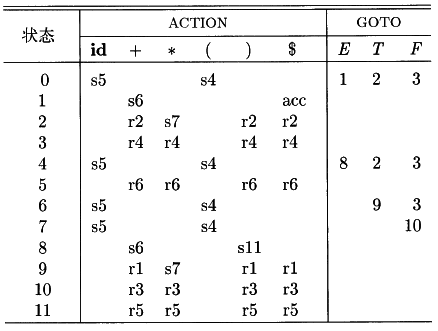 状态 ACTION GOTO
id + * ( ) $ E T F
0 s5 s4 1 2 3
1 s6 acc
2 r2 s7 r2 r2
3 r4 r4 r4 r4
4 s5 s4 8 2 3
5 r6 r6 r6 r6
6 s5 s4 9 3
7 s5 s4 10
8 s6 s11
9 r1 s7 r1 r1
10 r3 r3 r3 r3
11 r5 r5 r5 r5